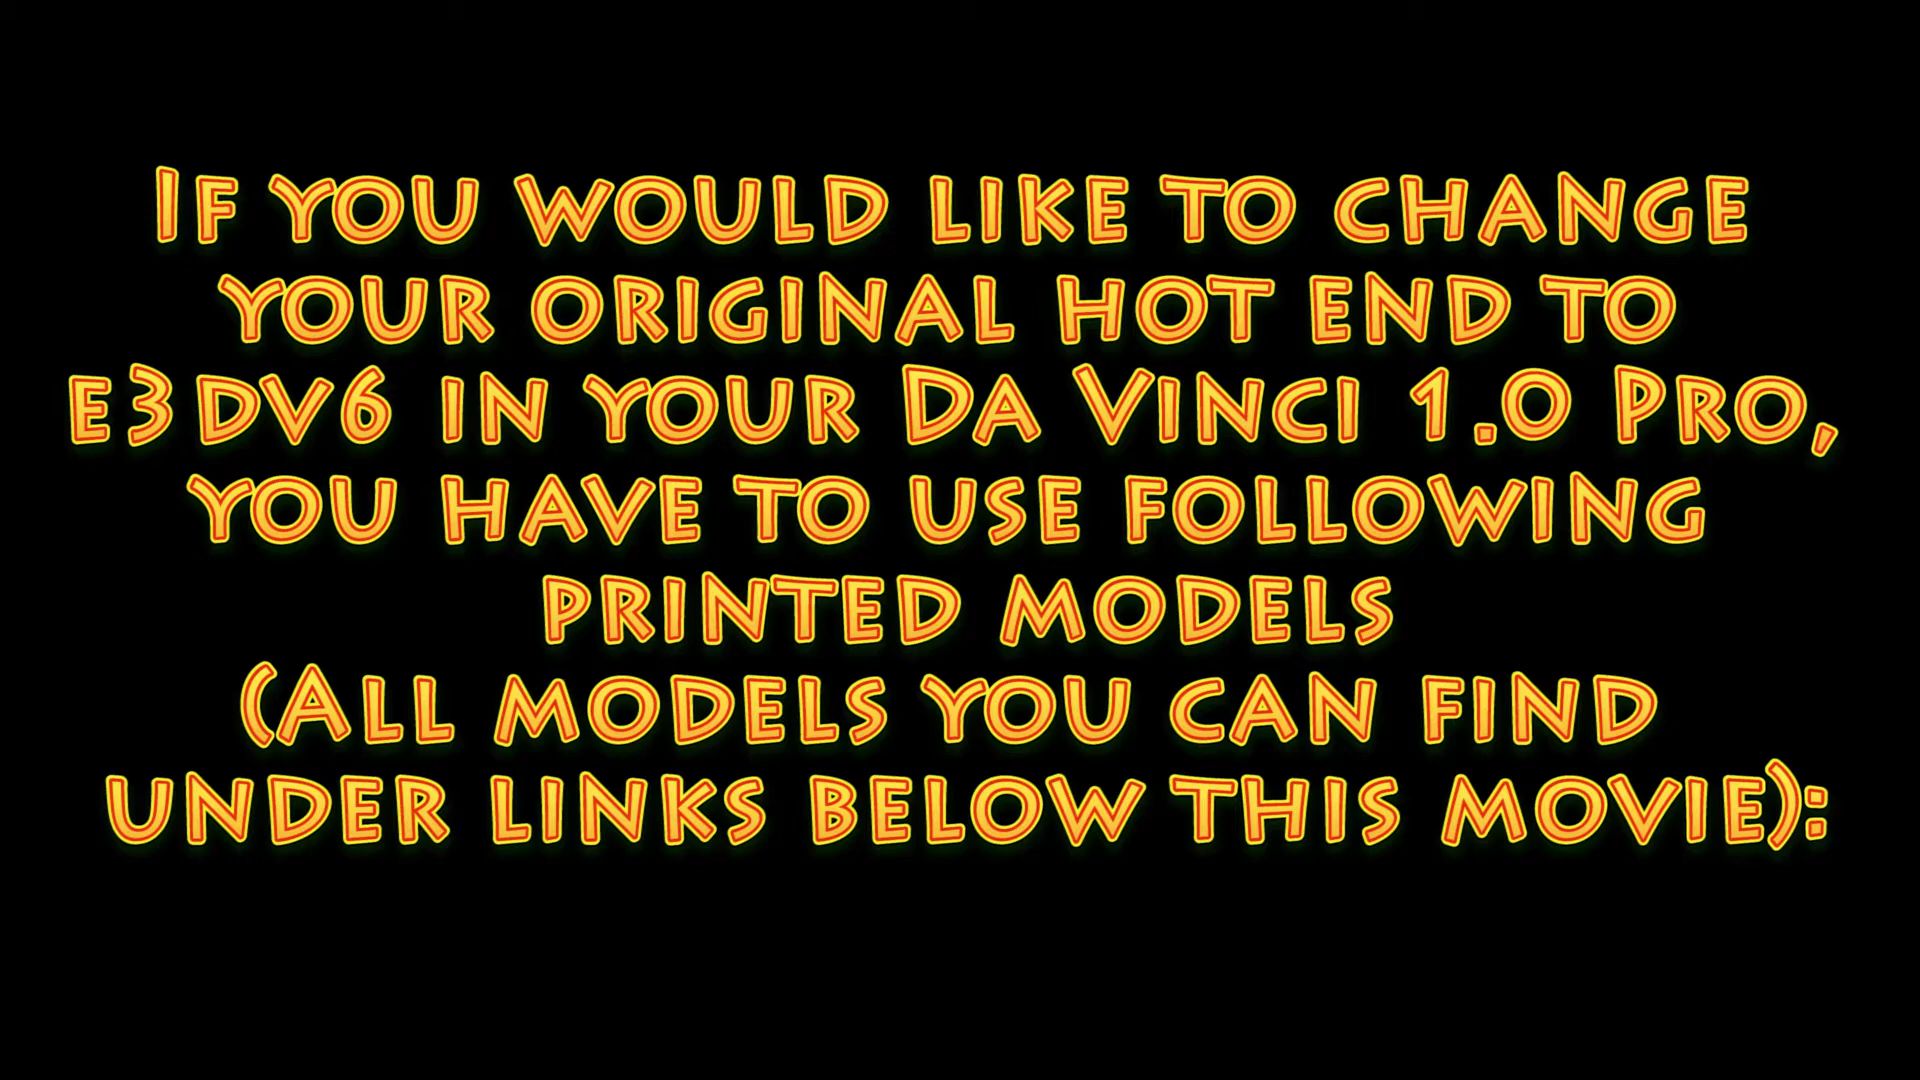 If you would like to change
your original hot end to
e3dv6 in your Da Vinci 1.0 Pro,
you have to use following
printed models
(All models you can find
under links below this movie):